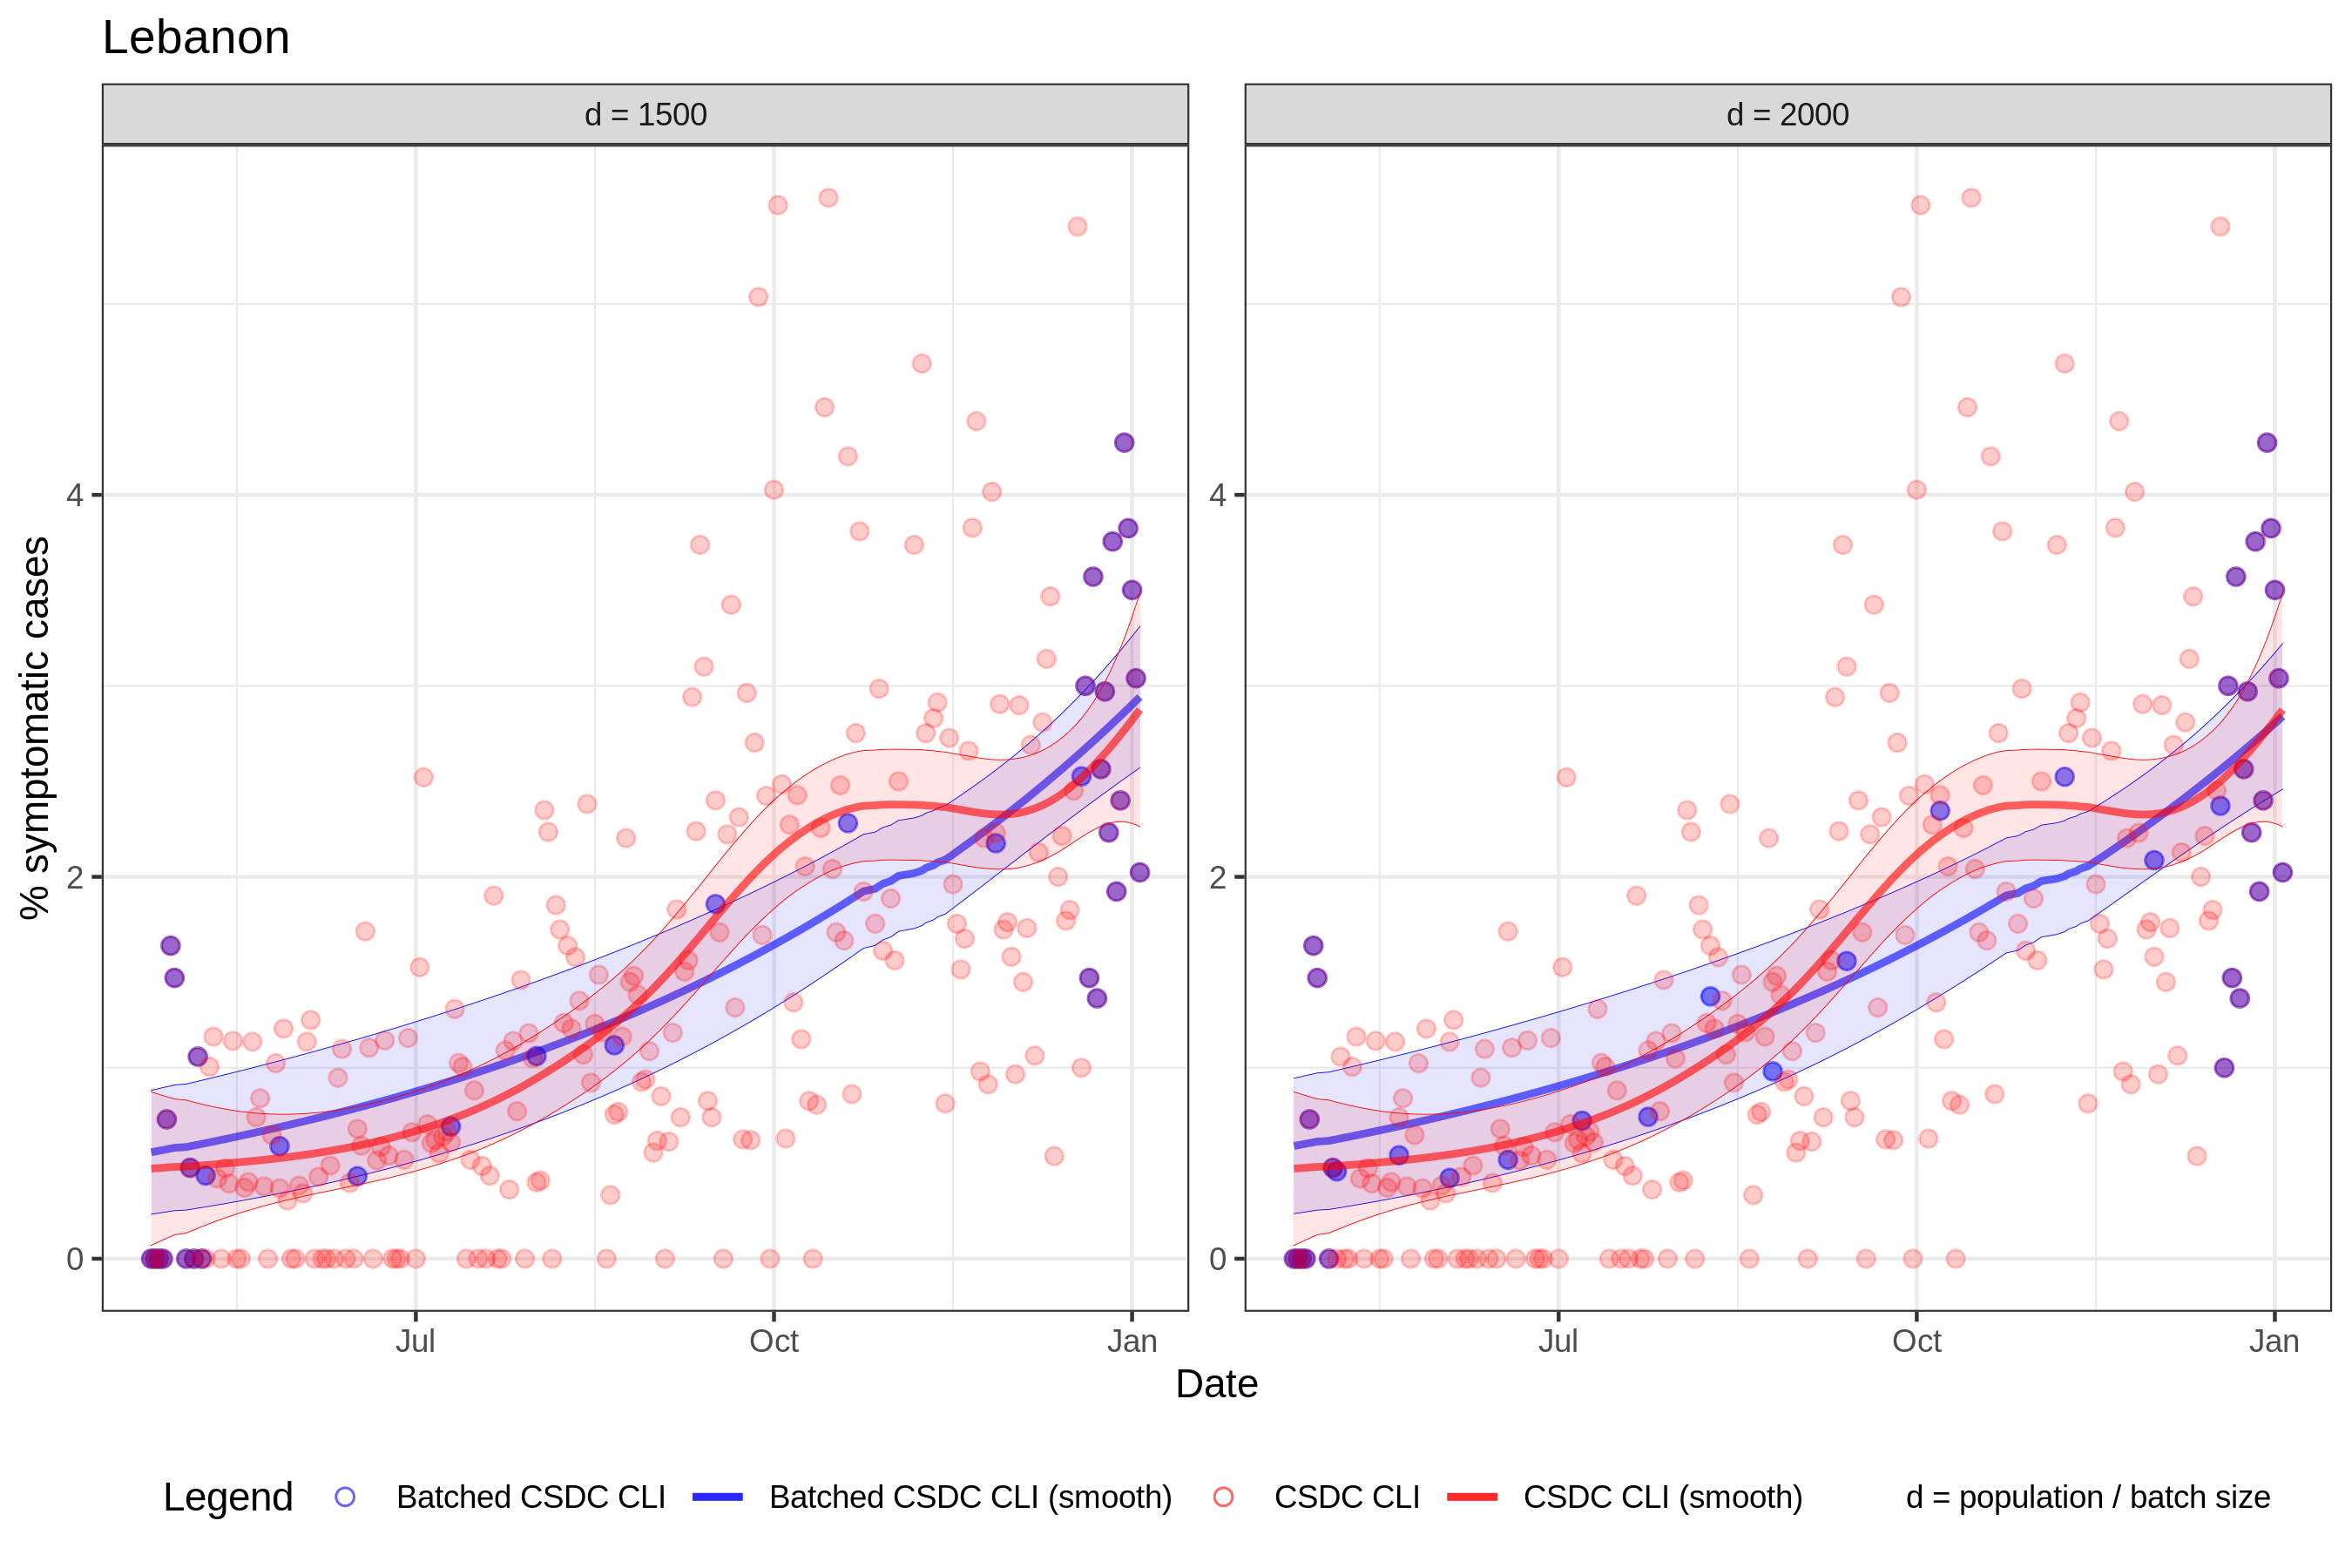 Lebanon
d = 1500
d = 2000
% symptomatic cases
4
2
0
4
2
0
Jul
Oct
Jan
Jul
Oct
Jan
Date
Legend
Batched CSDC CLI
Batched CSDC CLI (smooth)
CSDC CLI
CSDC CLI (smooth)
d = population / batch size